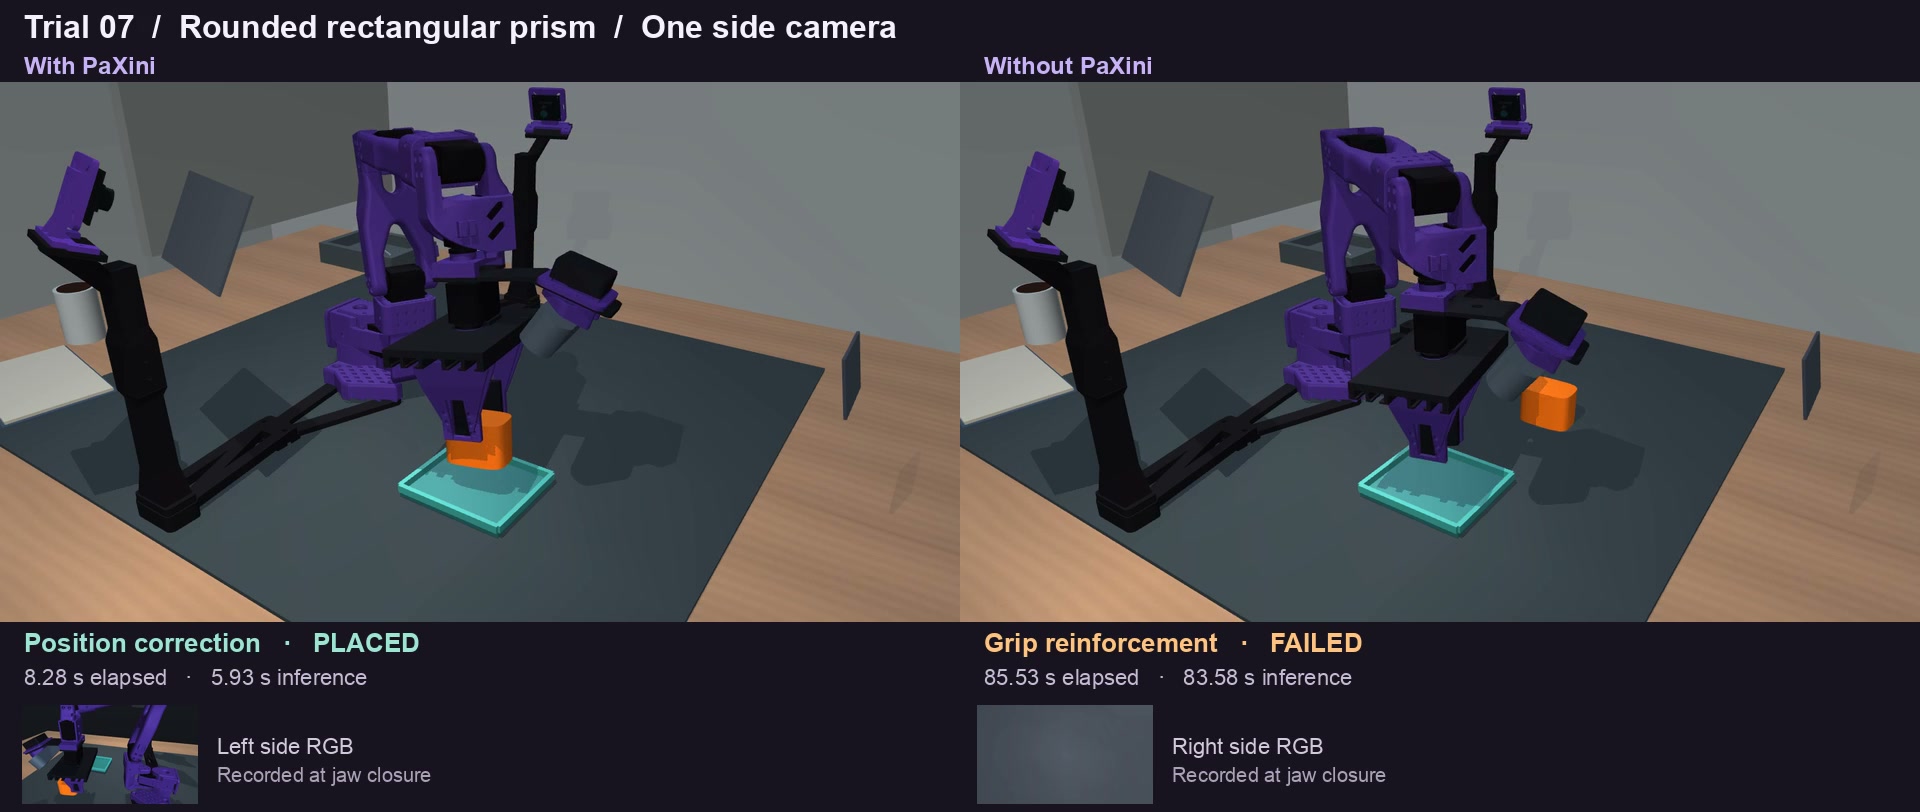 Trial 07 / Rounded rectangular prism / One side camera
With PaXini
Without PaXini
Position correction · PLACED
8.28 s elapsed · 5.93 s inference
Left side RGB
Recorded at jaw closure
Grip reinforcement · FAILED
85.53 s elapsed · 83.58 s inference
Right side RGB
Recorded at jaw closure